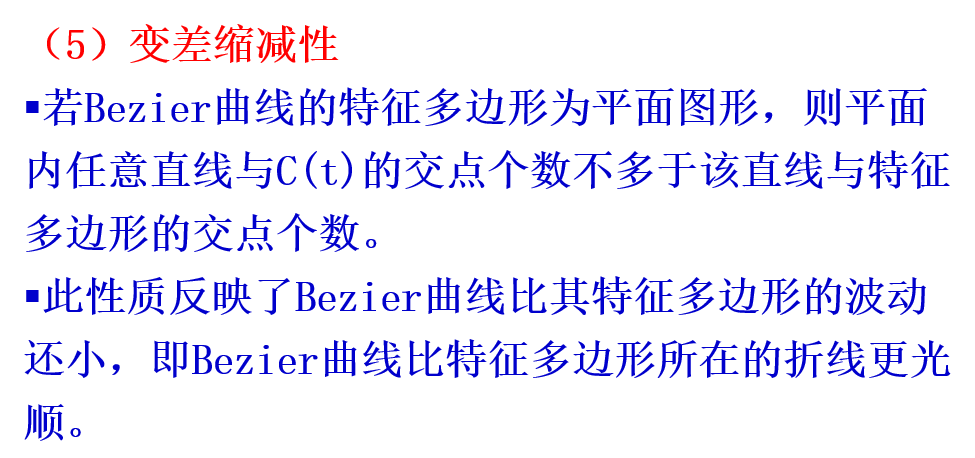 （5）变差缩减性
▪若Bezier曲线的特征多边形为平面图形，则平面
内任意直线与C(t)的交点个数不多于该直线与特征
多边形的交点个数。
▪此性质反映了Bezier曲线比其特征多边形的波动
还小，即Bezier曲线比特征多边形所在的折线更光
顺。